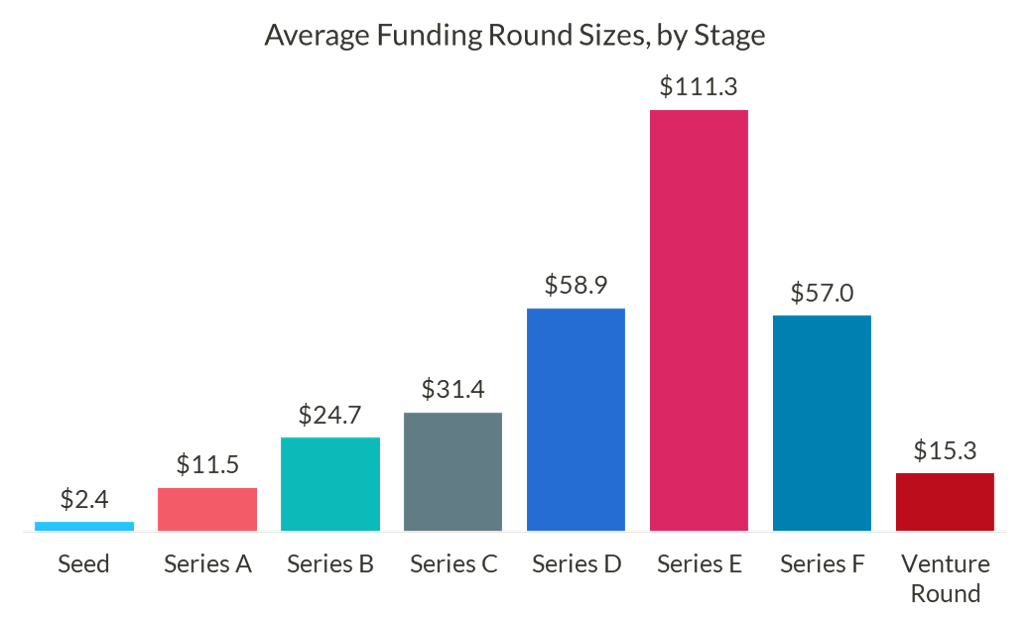 Average Funding Round Sizes, by Stage
$111.3
$58.9
$57.0
$31.4
$24.7
$15.3
$11.5
$2.4
Seed
Series A
Series B
Series C
Series D
Series E
Series F
Venture
Round